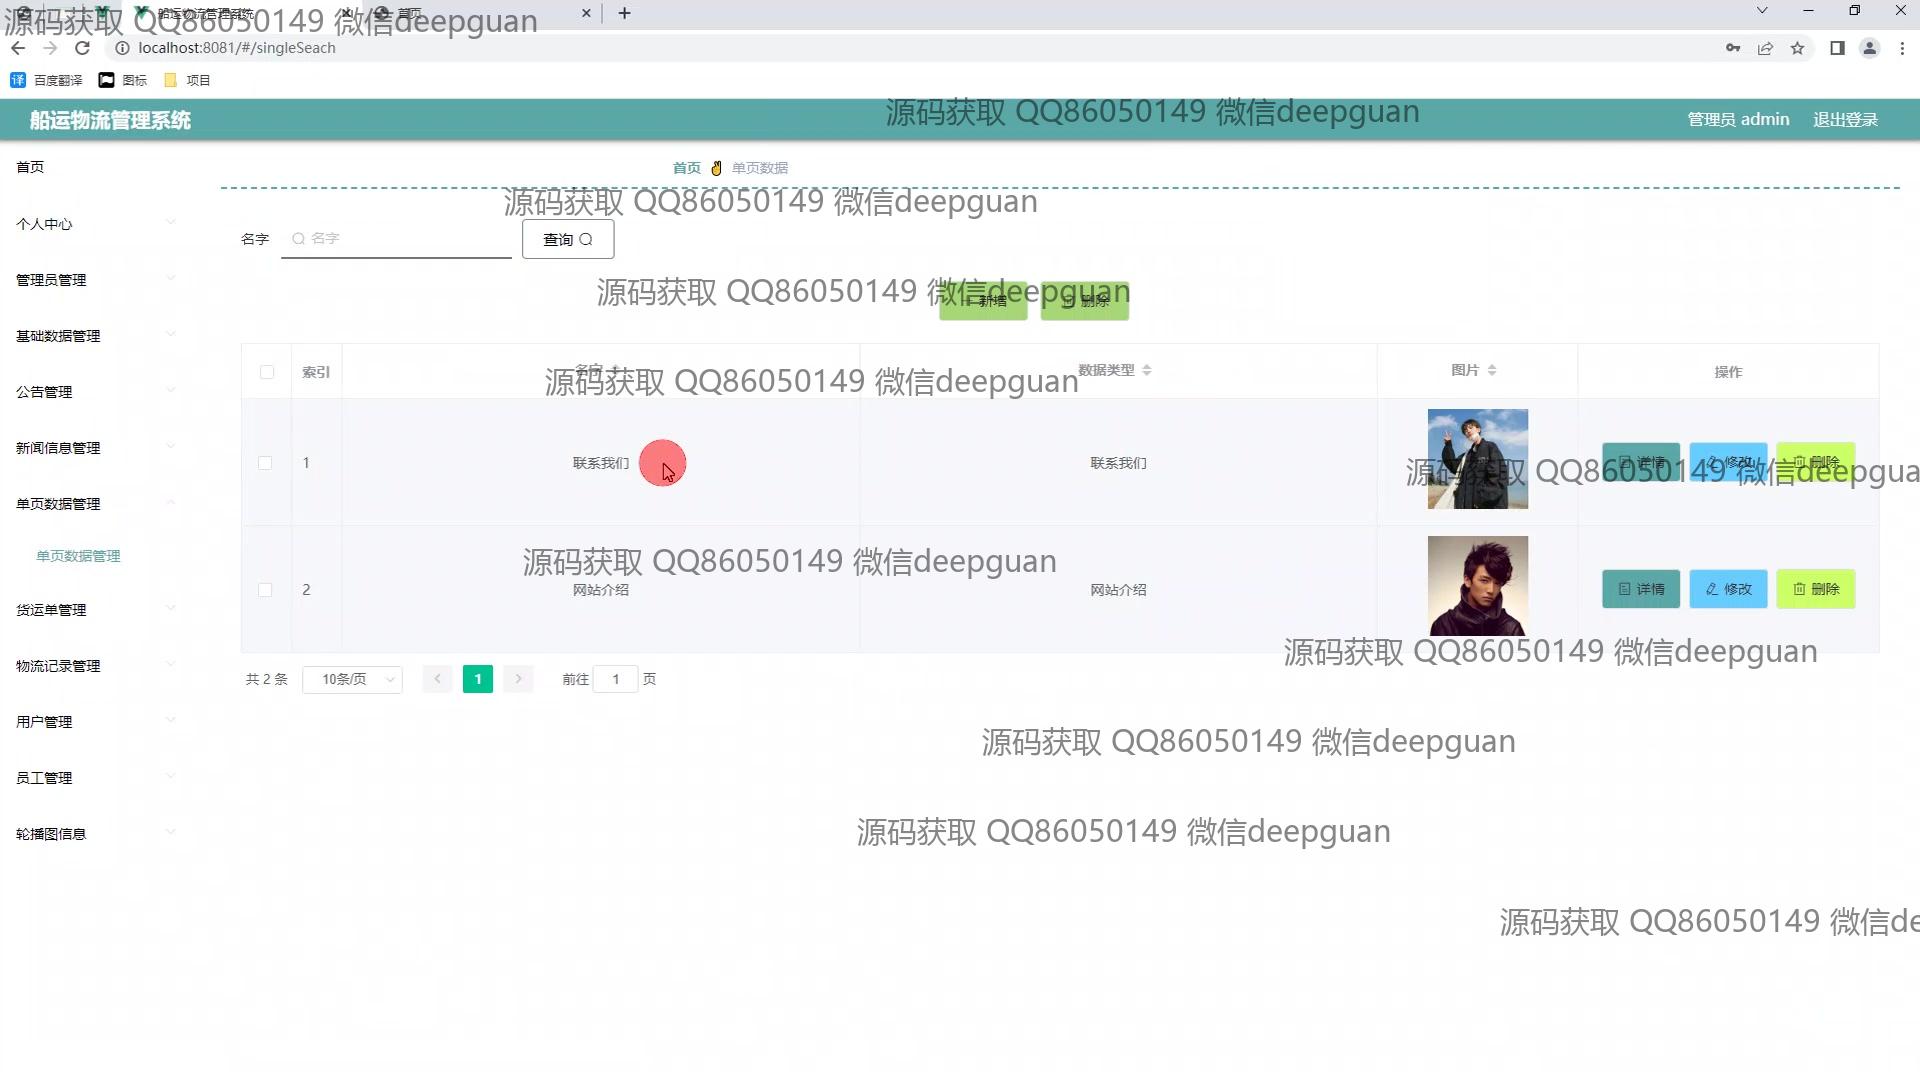 船运物流管理系统
首页
源码获取 QQ86050149 微信deepguan
localhost:8081/#/singleSeach
百度翻译
图标
项目
船运物流管理系统
源码获取 QQ86050149 微信deepguan
管理员 admin
退出登录
首页
首页
单页数据
源码获取 QQ86050149 微信deepguan
个人中心
名字
名字
查询
管理员管理
源码获取 QQ86050149 微信deepguan
新增
删除
基础数据管理
索引
名字
数据类型
图片
操作
源码获取 QQ86050149 微信deepguan
公告管理
新闻信息管理
1
联系我们
联系我们
详情
修改
删除
源码获取 QQ86050149 微信deepgua
单页数据管理
单页数据管理
源码获取 QQ86050149 微信deepguan
2
网站介绍
网站介绍
详情
修改
删除
货运单管理
源码获取 QQ86050149 微信deepguan
物流记录管理
共 2 条
10条/页
1
前往
1
页
用户管理
源码获取 QQ86050149 微信deepguan
员工管理
轮播图信息
源码获取 QQ86050149 微信deepguan
源码获取 QQ86050149 微信de